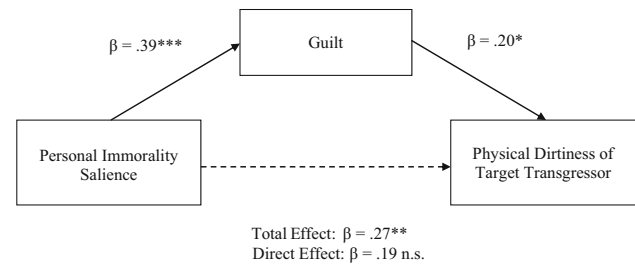 β = .39***
Guilt
β = .20*
Personal Immorality
Salience
Physical Dirtiness of
Target Transgressor
Total Effect: β = .27**
Direct Effect: β = .19 n.s.